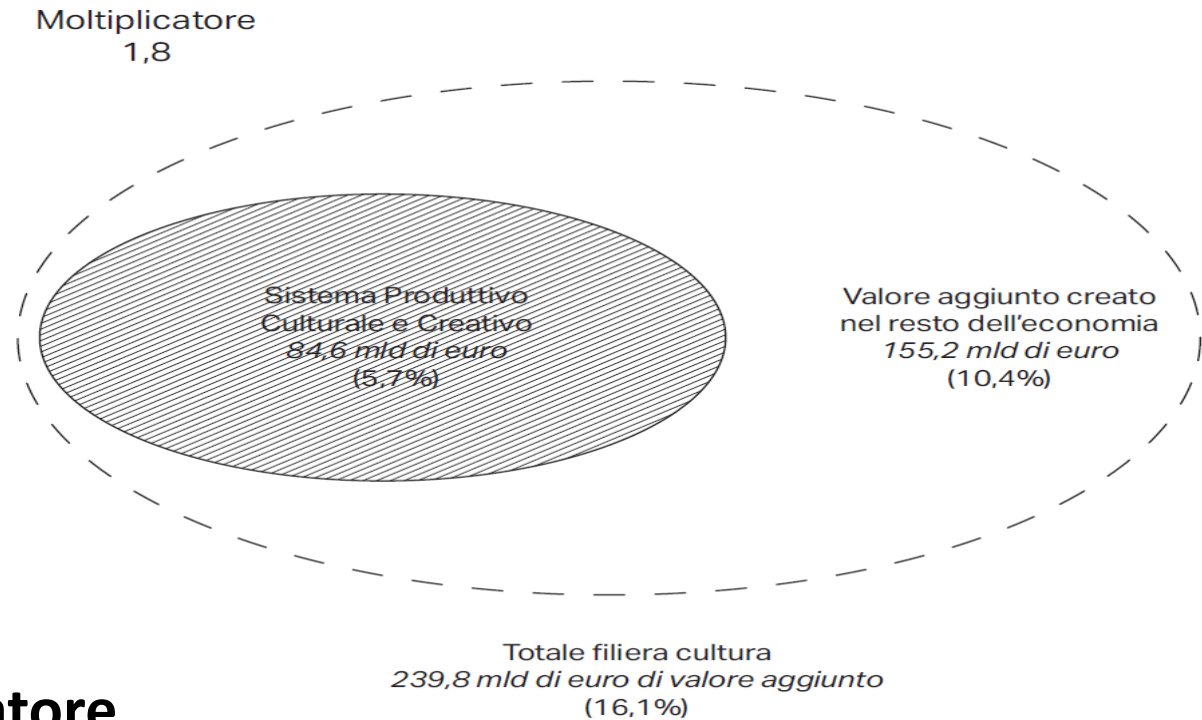 Moltiplicatore
1,8
Sistema Produttivo
Culturale e Creativo
84,6 mld di euro
(5,7%)
Valore aggiunto creato
nel resto dell'economia
155,2 mld di euro
(10,4%)
Totale filiera cultura
239,8 mld di euro di valore aggiunto
(16,1%)
atore